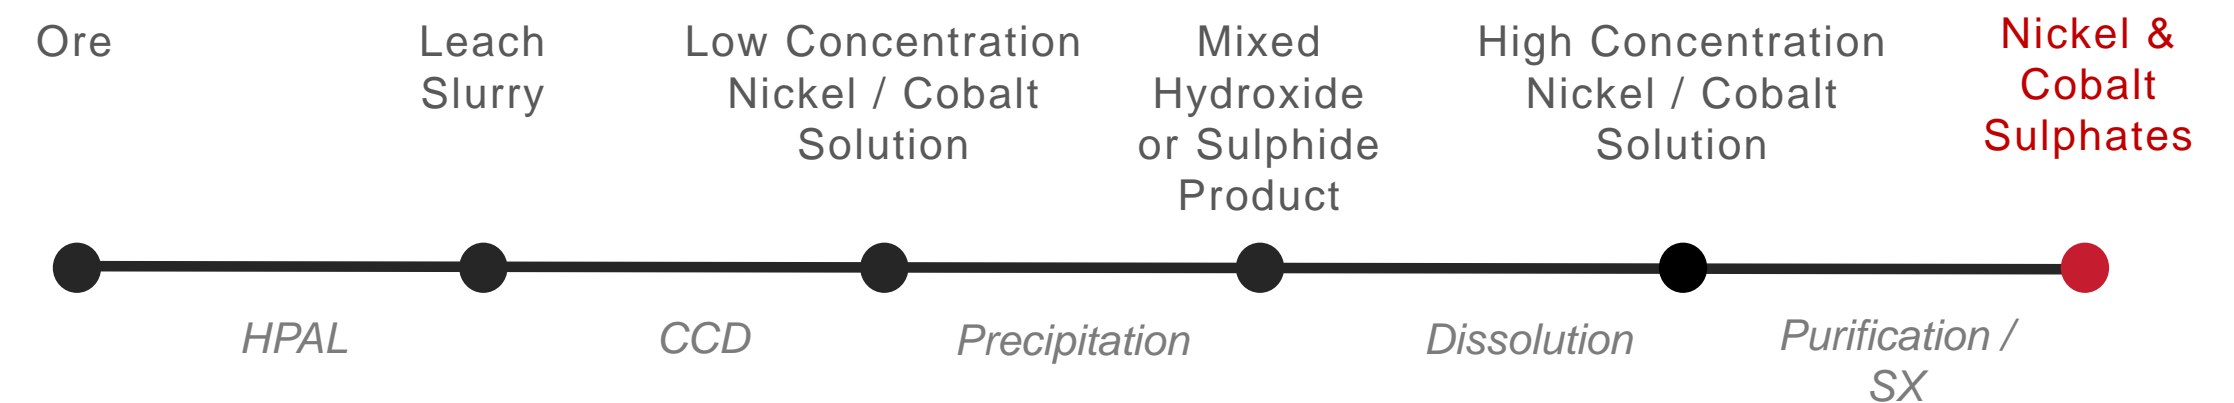 Ore
Leach
Slurry
Low Concentration
Nickel / Cobalt
Solution
Mixed
Hydroxide
or Sulphide
Product
High Concentration
Nickel / Cobalt
Solution
Nickel &
Cobalt
Sulphates
HPAL
CCD
Precipitation
Dissolution
Purification /
SX